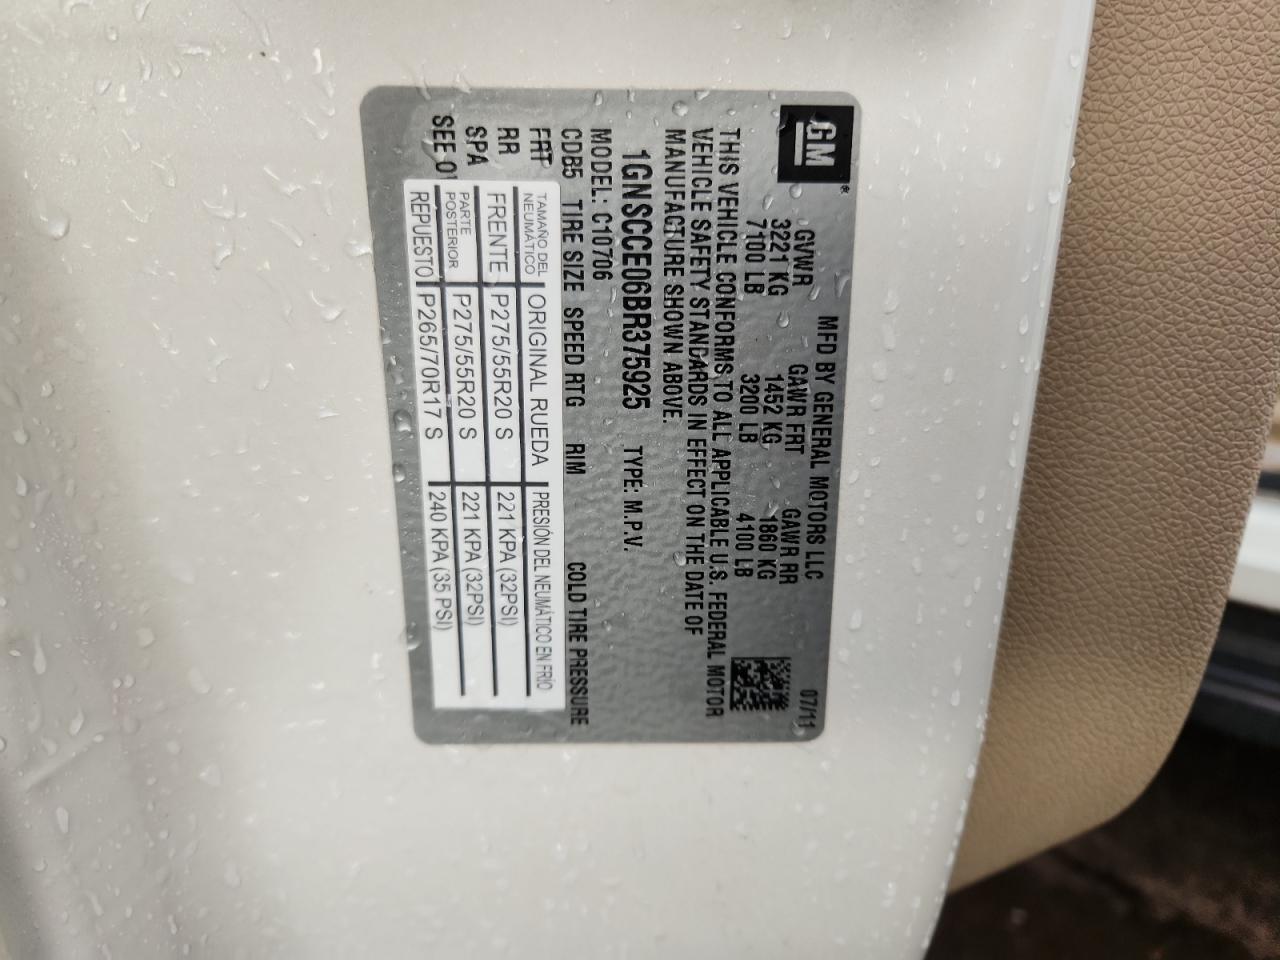 GM
MFD BY GENERAL MOTORS LLC 07/11
GVWR GAWR FRT GAWR RR
3221 KG 1452 KG 1860 KG
7100 LB 3200 LB 4100 LB
THIS VEHICLE CONFORMS TO ALL APPLICABLE U.S. FEDERAL MOTOR
VEHICLE SAFETY STANDARDS IN EFFECT ON THE DATE OF
MANUFACTURE SHOWN ABOVE.
1GNSCCE06BR375925 TYPE: M.P.V.
MODEL: C10706
CDB5 TIRE SIZE SPEED RTG RIM COLD TIRE PRESSURE
FRT
RR
SPA
SEE
TAMAÑO DEL NEUMÁTICO ORIGINAL RUEDA PRESIÓN DEL NEUMÁTICO EN FRÍO
FRENTE P275/55R20 S 221 KPA (32PSI)
PARTE POSTERIOR P275/55R20 S 221 KPA (32PSI)
REPUESTO P265/70R17 S 240 KPA (35 PSI)